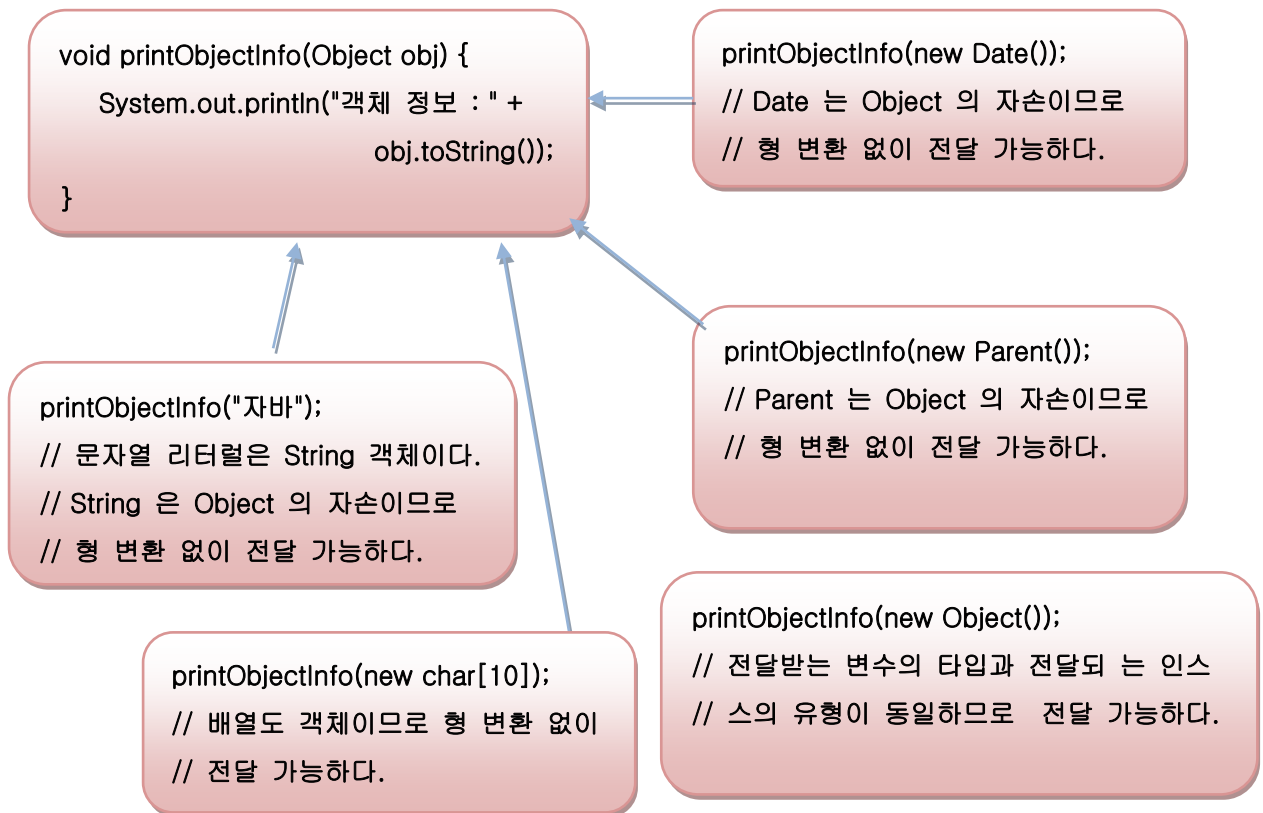 void printObjectInfo(Object obj) {
System.out.println("객체 정보 : " +
obj.toString());
}
printObjectInfo(new Date());
// Date 는 Object 의 자손이므로
// 형 변환 없이 전달 가능하다.
printObjectInfo(new Parent());
// Parent 는 Object 의 자손이므로
// 형 변환 없이 전달 가능하다.
printObjectInfo("자바");
// 문자열 리터럴은 String 객체이다.
// String 은 Object 의 자손이므로
// 형 변환 없이 전달 가능하다.
printObjectInfo(new char[10]);
// 배열도 객체이므로 형 변환 없이
// 전달 가능하다.
printObjectInfo(new Object());
// 전달받는 변수의 타입과 전달되 는 인스
// 스의 유형이 동일하므로 전달 가능하다.